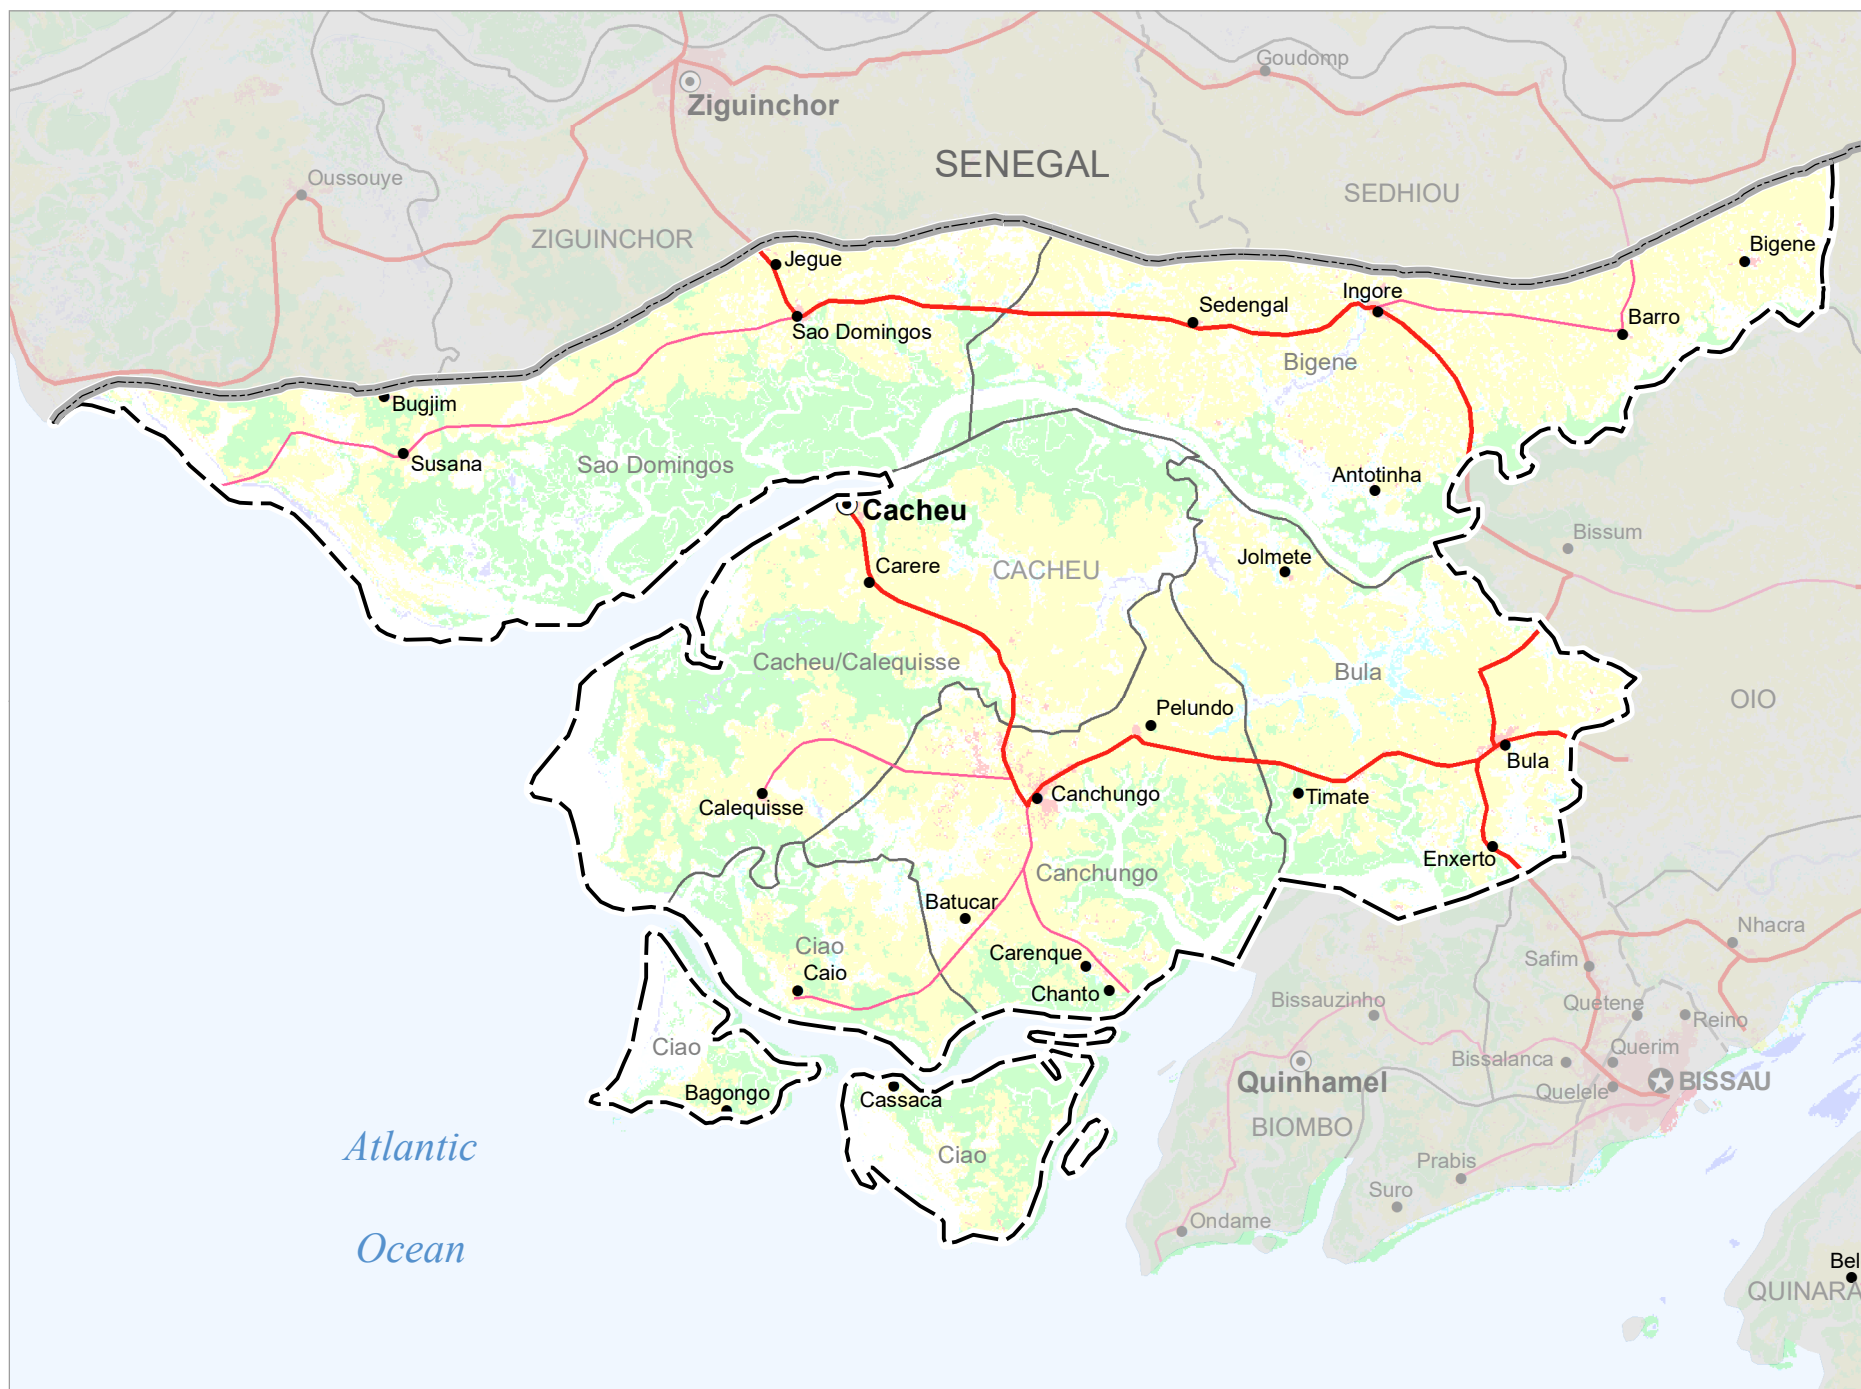 Goudomp
Ziguinchor
SENEGAL
Oussouye
SEDHIOU
ZIGUINCHOR
Bigene
Jegue
Ingore
Sedengal
Barro
Sao Domingos
Bigene
Bugjim
Susana
Sao Domingos
Antotinha
Cacheu
Bissum
Jolmete
Carere
CACHEU
Cacheu/Calequisse
Bula
OIO
Pelundo
Bula
Canchungo
Timate
Calequisse
Enxerto
Canchungo
Batucar
Nhacra
Ciao
Carenque
Safim
Caio
Chanto
Bissauzinho
Quetene
Reino
Ciao
Querim
Bissalanca
Quinhamel
BISSAU
Bagongo
Quelele
Cassaca
BIOMBO
Atlantic
Ciao
Prabis
Suro
Ondame
Ocean
Bel
QUINARA